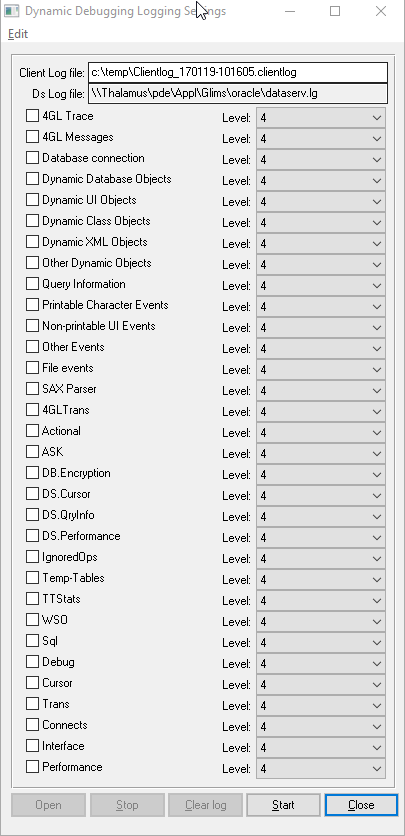 Dynamic Debugging Logging Settings
Edit
Client Log file: c:\temp\Clientlog_170119-101605.clientlog
Ds Log file: \\Thalamus\pde\Appl\Glims\oracle\dataserv.lg
4GL Trace Level: 4
4GL Messages Level: 4
Database connection Level: 4
Dynamic Database Objects Level: 4
Dynamic UI Objects Level: 4
Dynamic Class Objects Level: 4
Dynamic XML Objects Level: 4
Other Dynamic Objects Level: 4
Query Information Level: 4
Printable Character Events Level: 4
Non-printable UI Events Level: 4
Other Events Level: 4
File events Level: 4
SAX Parser Level: 4
4GLTrans Level: 4
Actional Level: 4
ASK Level: 4
DB.Encryption Level: 4
DS.Cursor Level: 4
DS.QryInfo Level: 4
DS.Performance Level: 4
IgnoredOps Level: 4
Temp-Tables Level: 4
TTStats Level: 4
WSO Level: 4
Sql Level: 4
Debug Level: 4
Cursor Level: 4
Trans Level: 4
Connects Level: 4
Interface Level: 4
Performance Level: 4
Open Stop Clear log Start Close